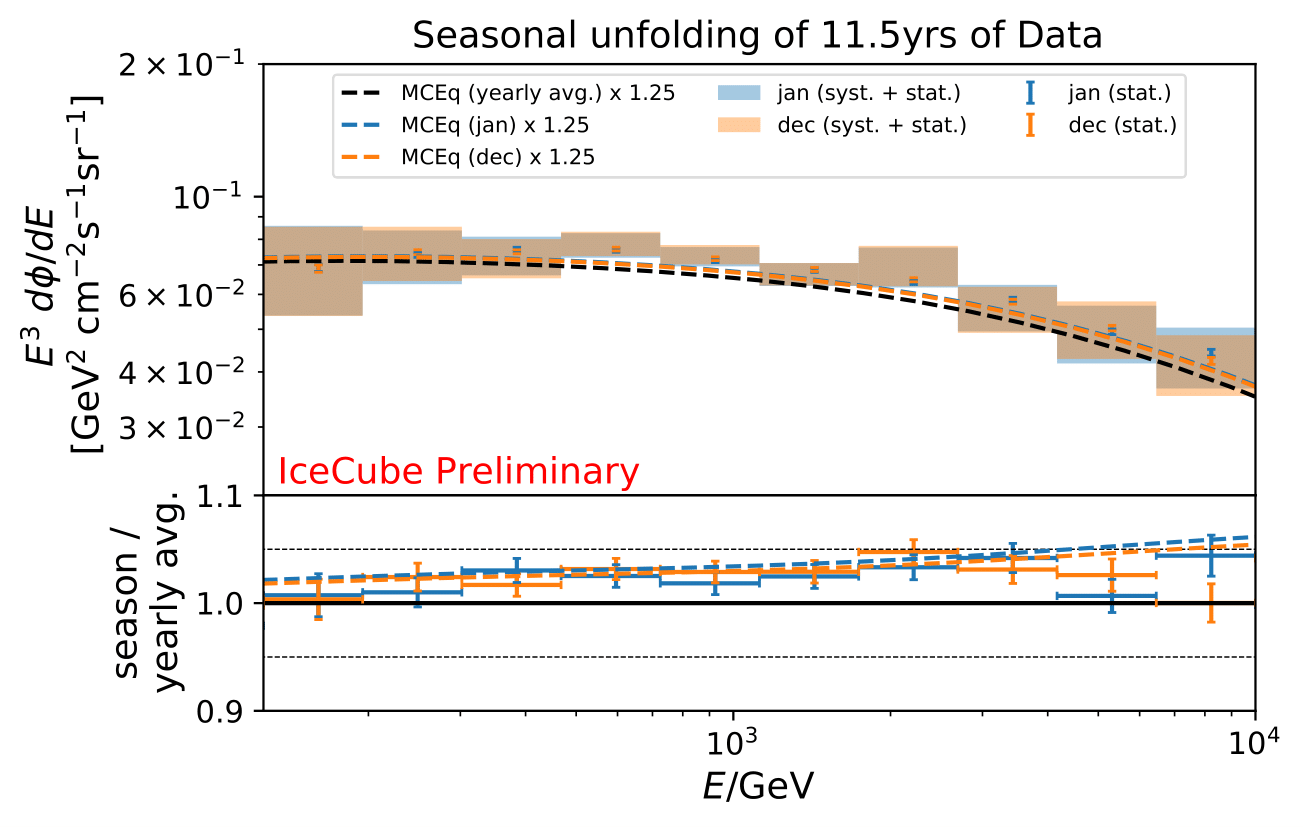 Seasonal unfolding of 11.5yrs of Data
2 × 10⁻¹
10⁻¹
6 × 10⁻²
4 × 10⁻²
3 × 10⁻²
E³ dϕ/dE
[GeV² cm⁻²s⁻¹sr⁻¹]
MCEq (yearly avg.) x 1.25
MCEq (jan) x 1.25
MCEq (dec) x 1.25
jan (syst. + stat.)
dec (syst. + stat.)
jan (stat.)
dec (stat.)
IceCube Preliminary
1.1
1.0
0.9
season /
yearly avg.
10³
10⁴
E/GeV